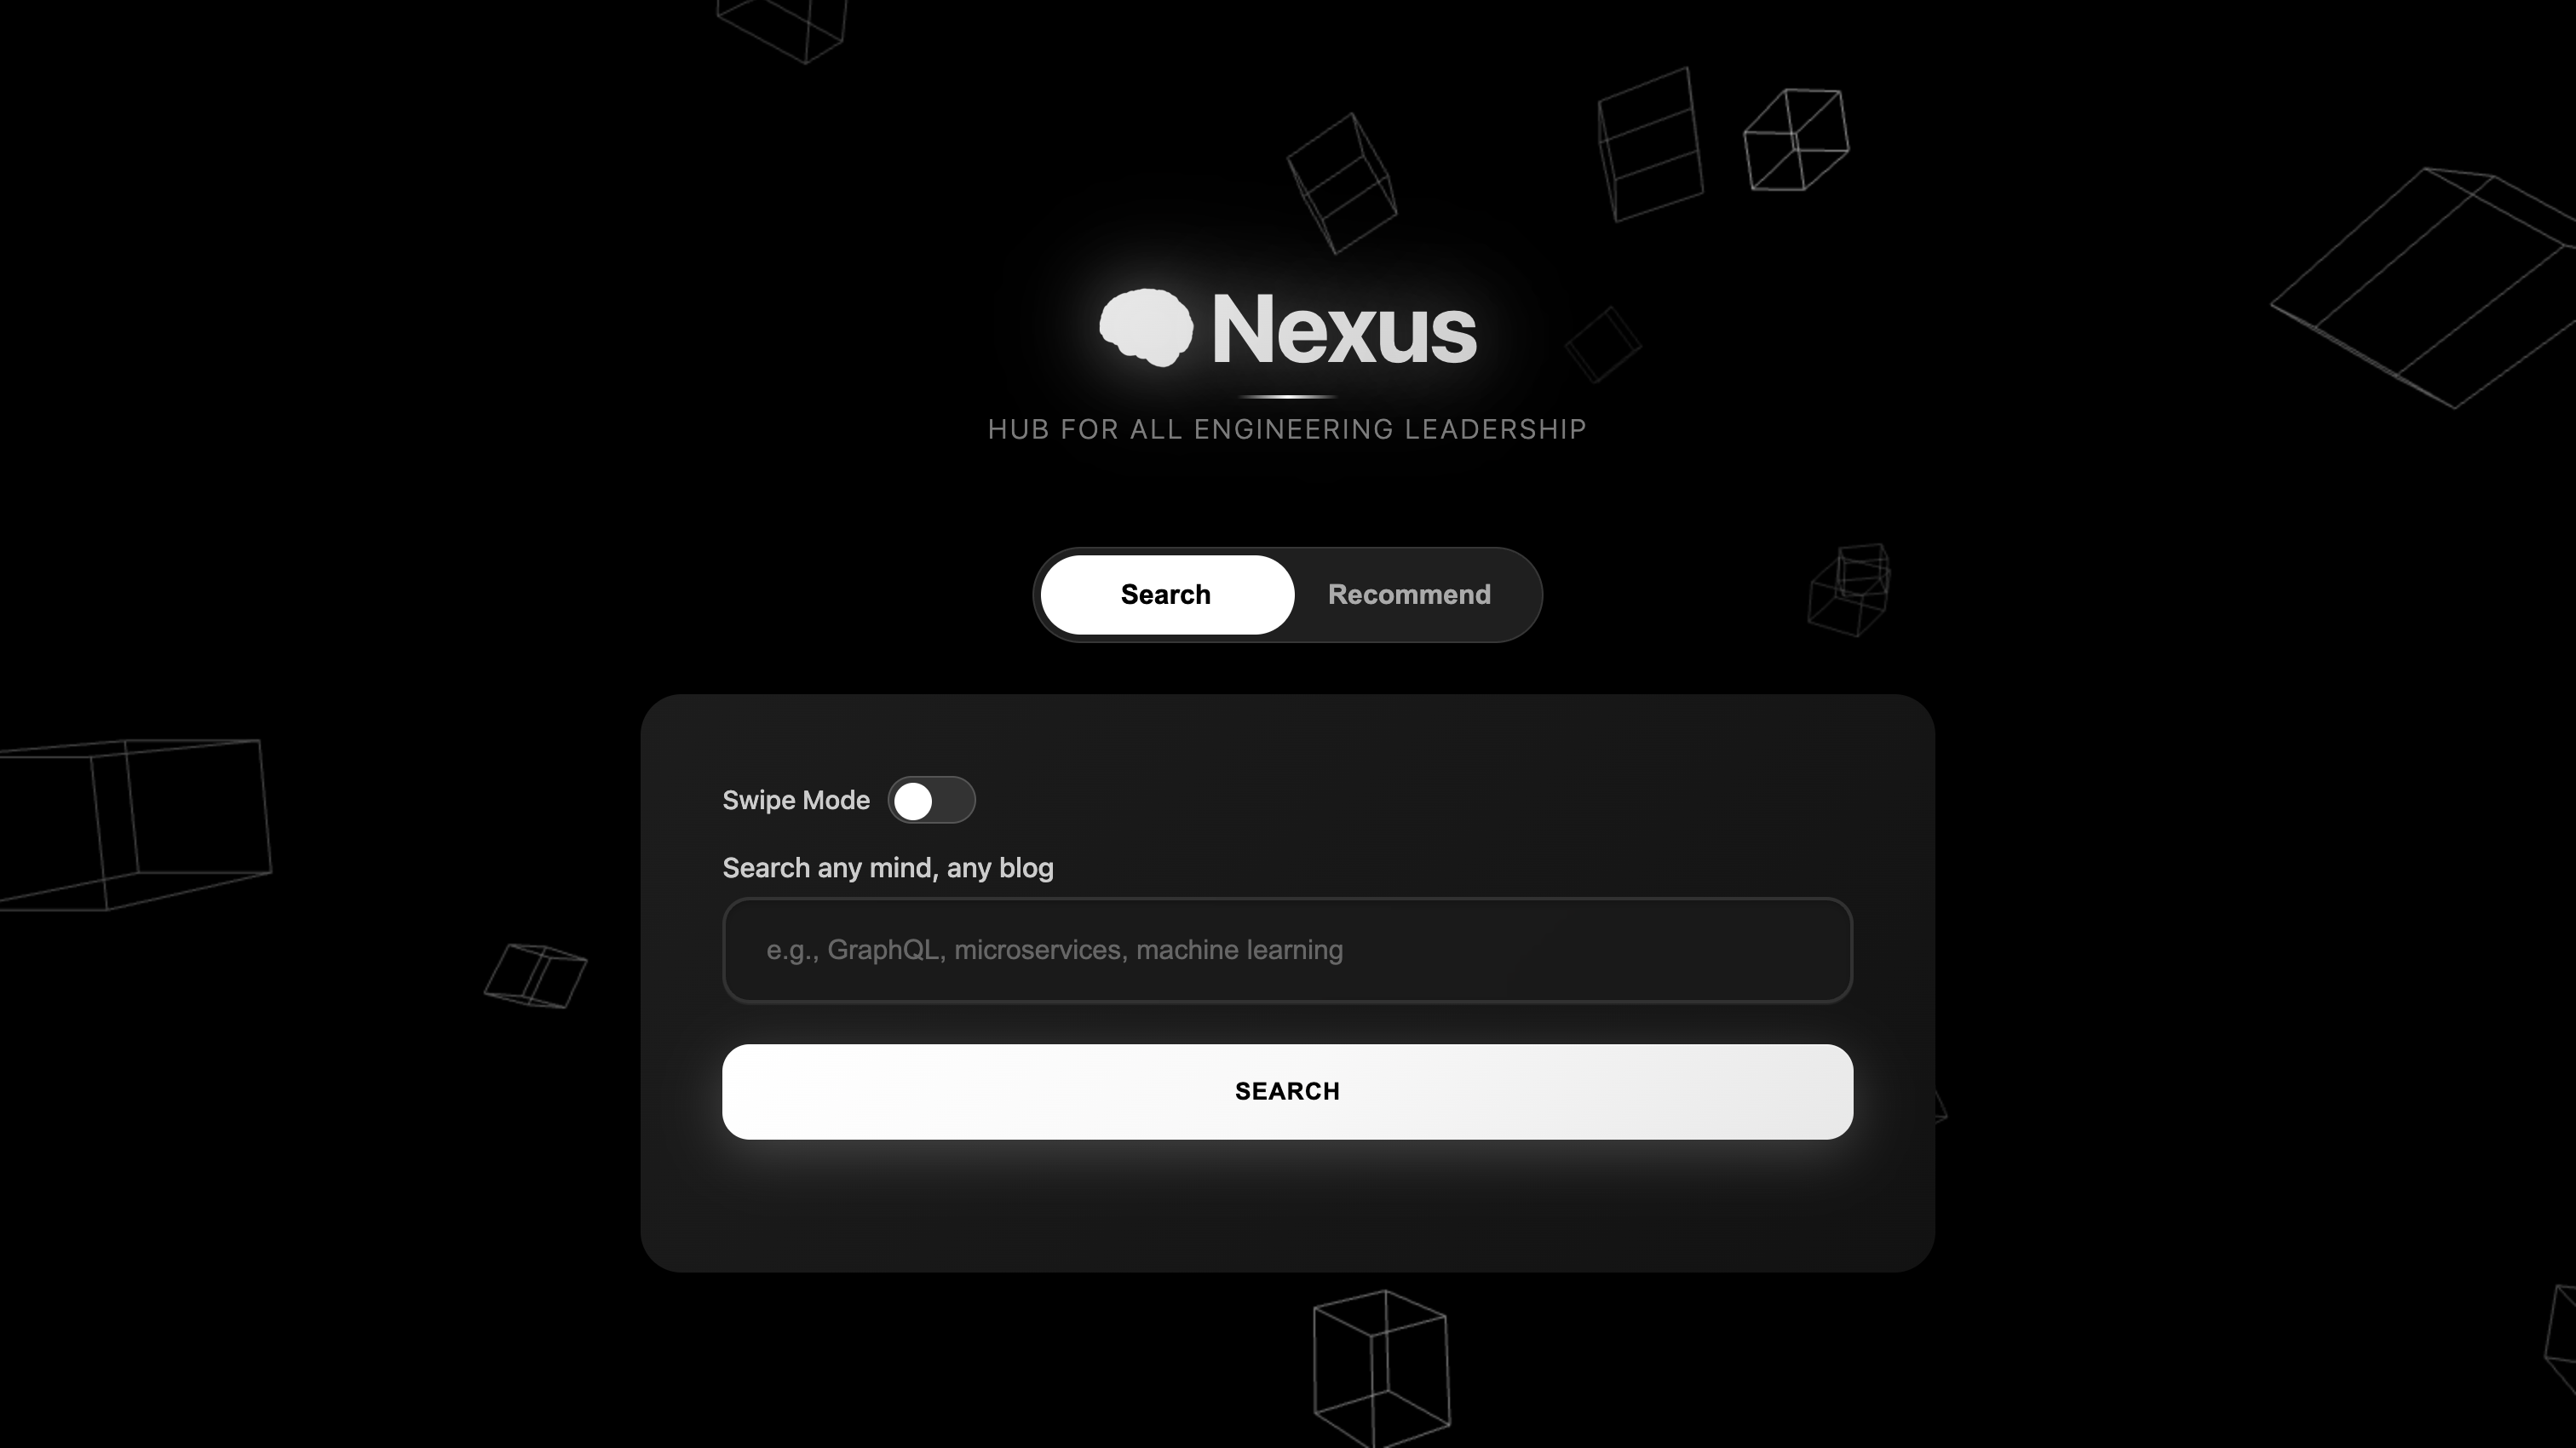 Nexus
HUB FOR ALL ENGINEERING LEADERSHIP
Search Recommend
Swipe Mode
Search any mind, any blog
e.g., GraphQL, microservices, machine learning
SEARCH